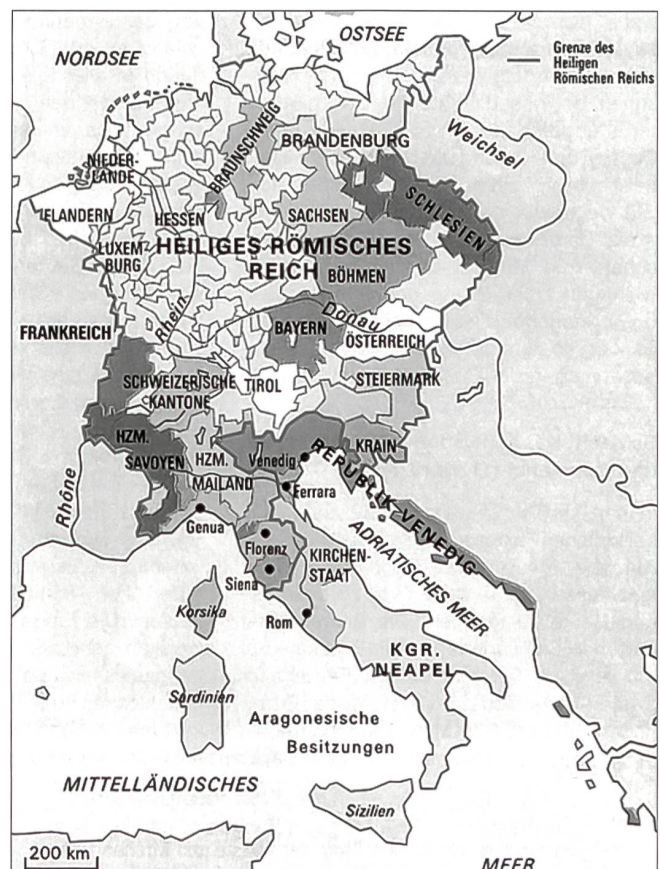 OSTSEE
NORDSEE
Grenze des
Heiligen
Römischen Reichs
Weichsel
BRAUNSCHWEIG
BRANDENBURG
NIEDER-
LANDE
FLANDERN
HESSEN
SACHSEN
SCHLESIEN
LUXEM-
BURG
HEILIGES RÖMISCHES
REICH
BÖHMEN
Rhein
Donau
FRANKREICH
BAYERN
ÖSTERREICH
SCHWEIZERISCHE
KANTONE
TIROL
STEIERMARK
HZM.
SAVOYEN
HZM.
MAILAND
Venedig
KRAIN
REPUBLIK VENEDIG
Rhône
Ferrara
Genua
Florenz
KIRCHEN-
STAAT
ADRIATISCHES MEER
Siena
Korsika
Rom
KGR.
NEAPEL
Sardinien
Aragonesische
Besitzungen
MITTELLÄNDISCHES
Sizilien
200 km
MEER